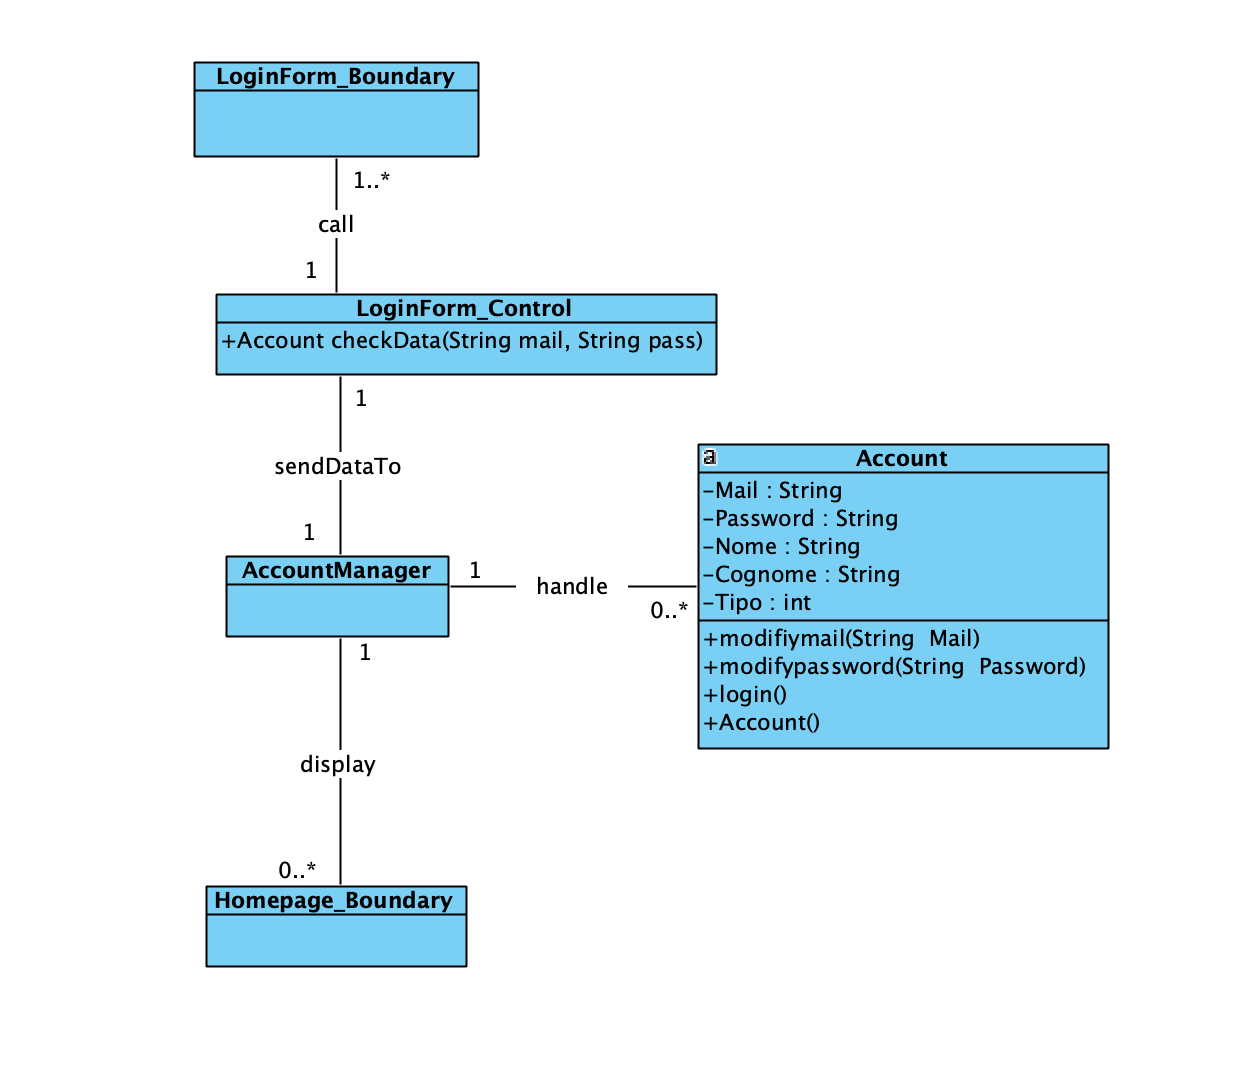 LoginForm_Boundary
1..*
call
1
LoginForm_Control
+Account checkData(String mail, String pass)
1
sendDataTo
1
AccountManager
1
handle
0..*
a
Account
-Mail : String
-Password : String
-Nome : String
-Cognome : String
-Tipo : int
+modifiymail(String  Mail)
+modifypassword(String  Password)
+login()
+Account()
1
display
0..*
Homepage_Boundary